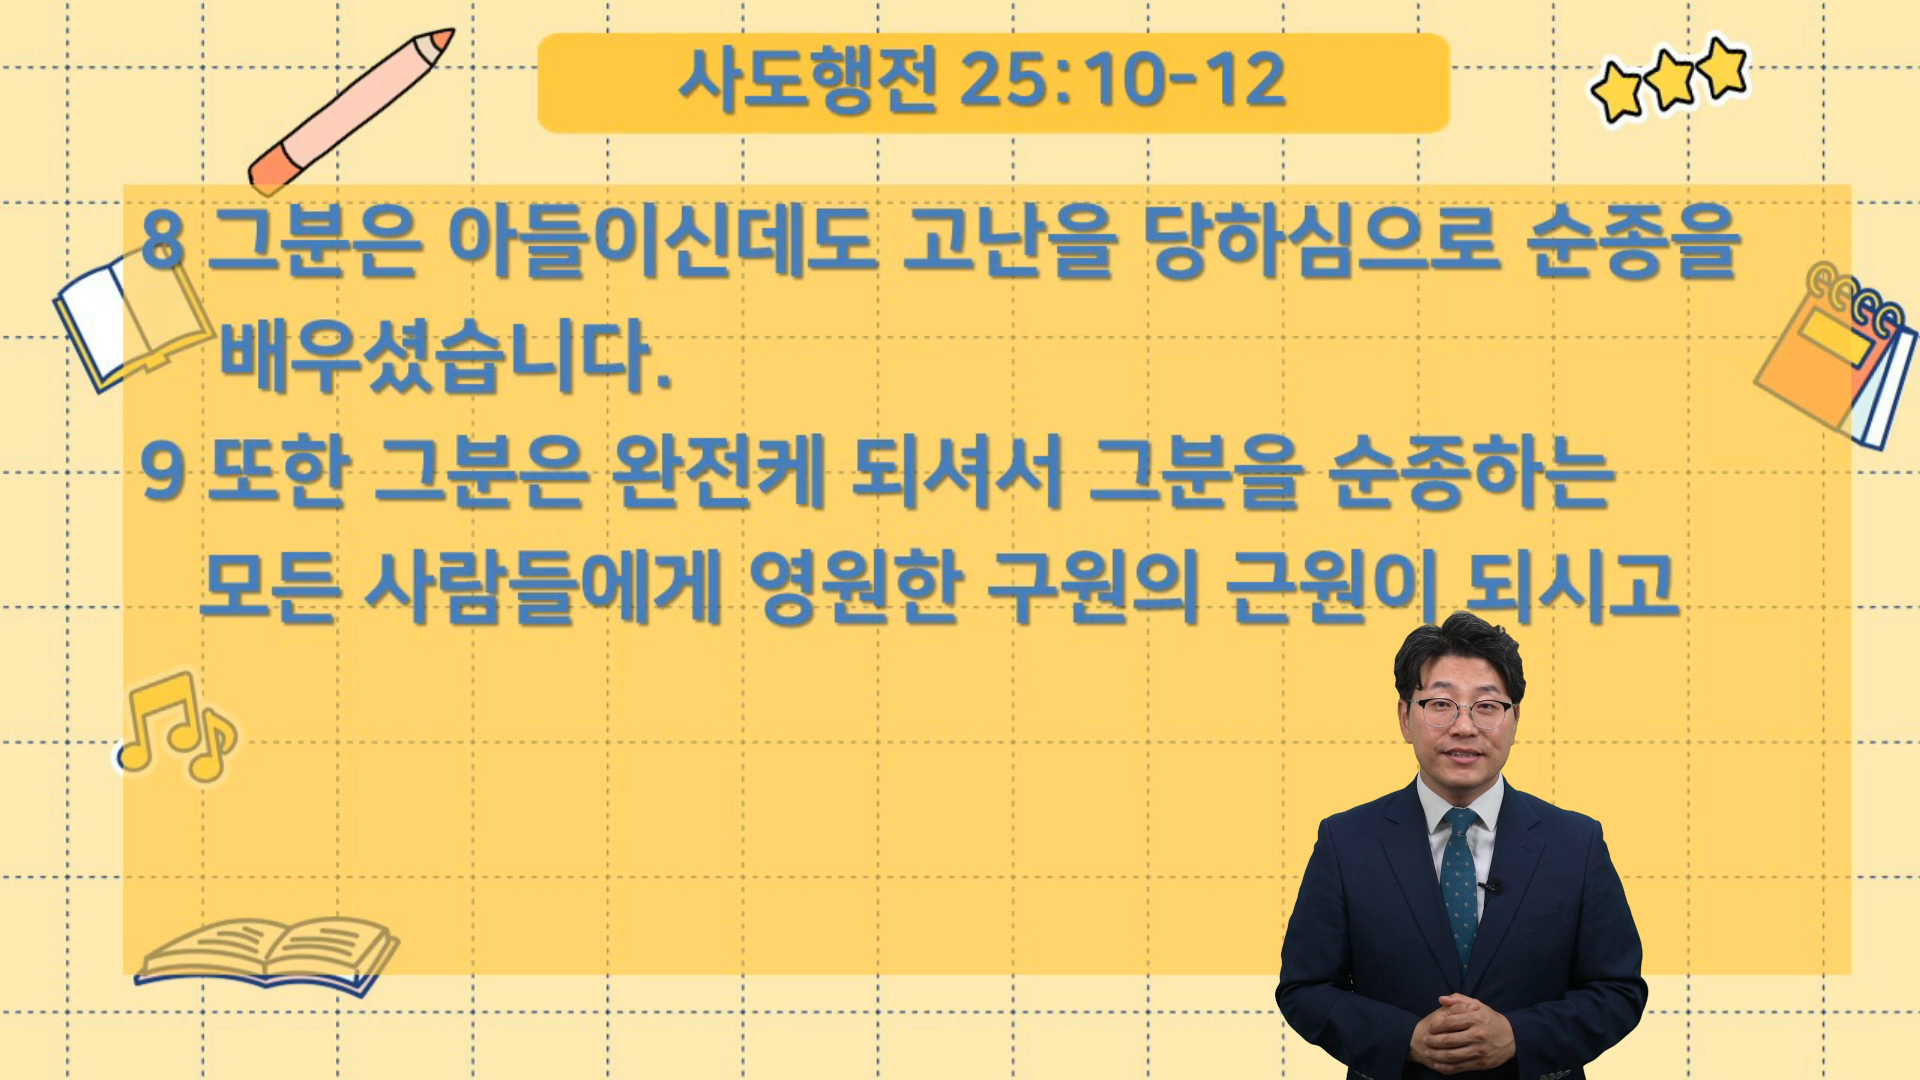 사도행전 25:10-12
8 그분은 아들이신데도 고난을 당하심으로 순종을
배우셨습니다.
9 또한 그분은 완전케 되셔서 그분을 순종하는
모든 사람들에게 영원한 구원의 근원이 되시고